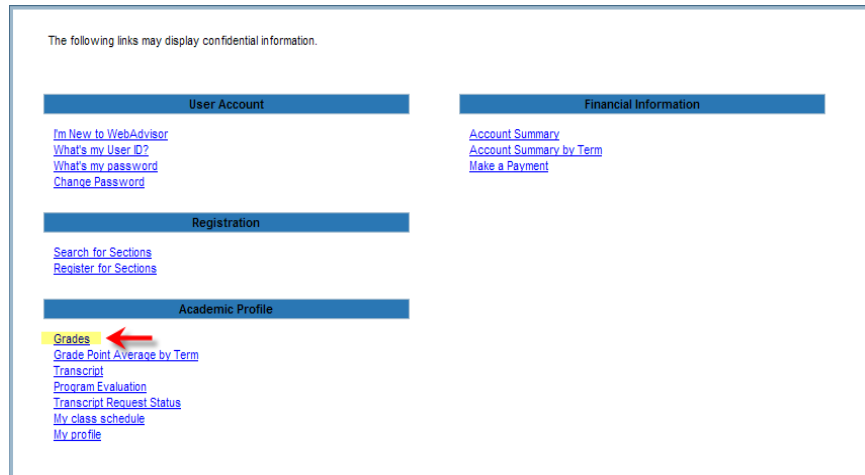 The following links may display confidential information.
User Account
I'm New to WebAdvisor
What's my User ID?
What's my password
Change Password
Financial Information
Account Summary
Account Summary by Term
Make a Payment
Registration
Search for Sections
Register for Sections
Academic Profile
Grades
Grade Point Average by Term
Transcript
Program Evaluation
Transcript Request Status
My class schedule
My profile